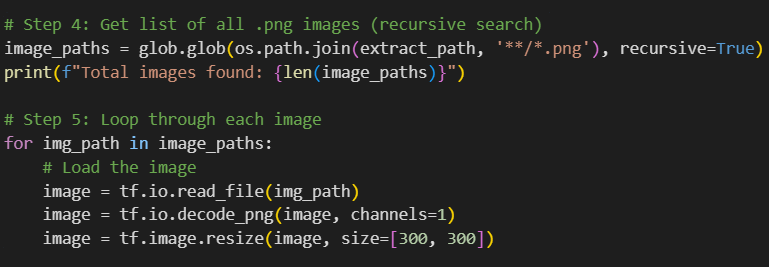 # Step 4: Get list of all .png images (recursive search)
image_paths = glob.glob(os.path.join(extract_path, '**/*.png'), recursive=True)
print(f"Total images found: {len(image_paths)}")

# Step 5: Loop through each image
for img_path in image_paths:
    # Load the image
    image = tf.io.read_file(img_path)
    image = tf.io.decode_png(image, channels=1)
    image = tf.image.resize(image, size=[300, 300])